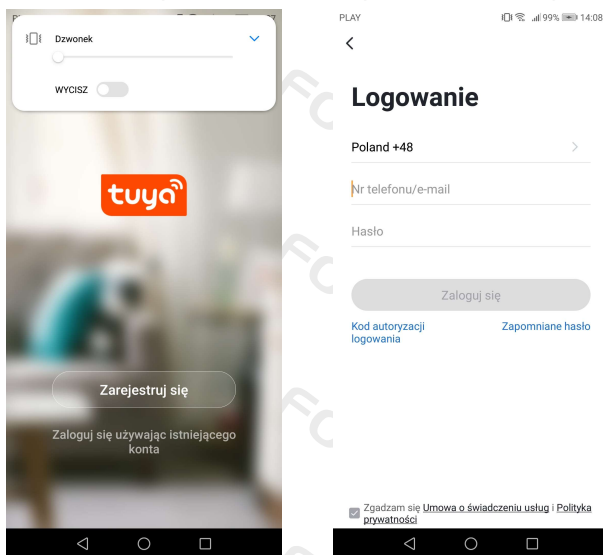 Dzwonek
WYCISZ
tuya
Zarejestruj się
Zaloguj się używając istniejącego
konta
PLAY
99% 14:08
Logowanie
Poland +48
Nr telefonu/e-mail
Hasło
Zaloguj się
Kod autoryzacji
logowania
Zapomniane hasło
Zgadzam się Umowa o świadczeniu usług i Polityka
prywatności